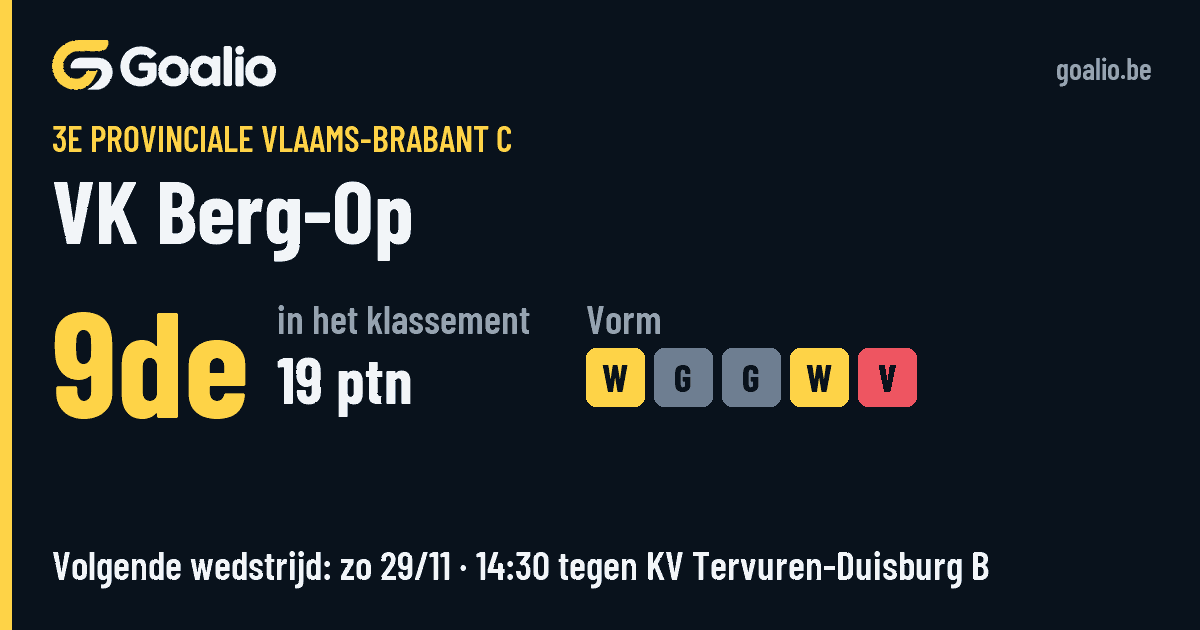 Goalio
goalio.be
3E PROVINCIALE VLAAMS-BRABANT C
VK Berg-Op
9de
in het klassement
19 ptn
Vorm
W G G W V
Volgende wedstrijd: zo 29/11 · 14:30 tegen KV Tervuren-Duisburg B